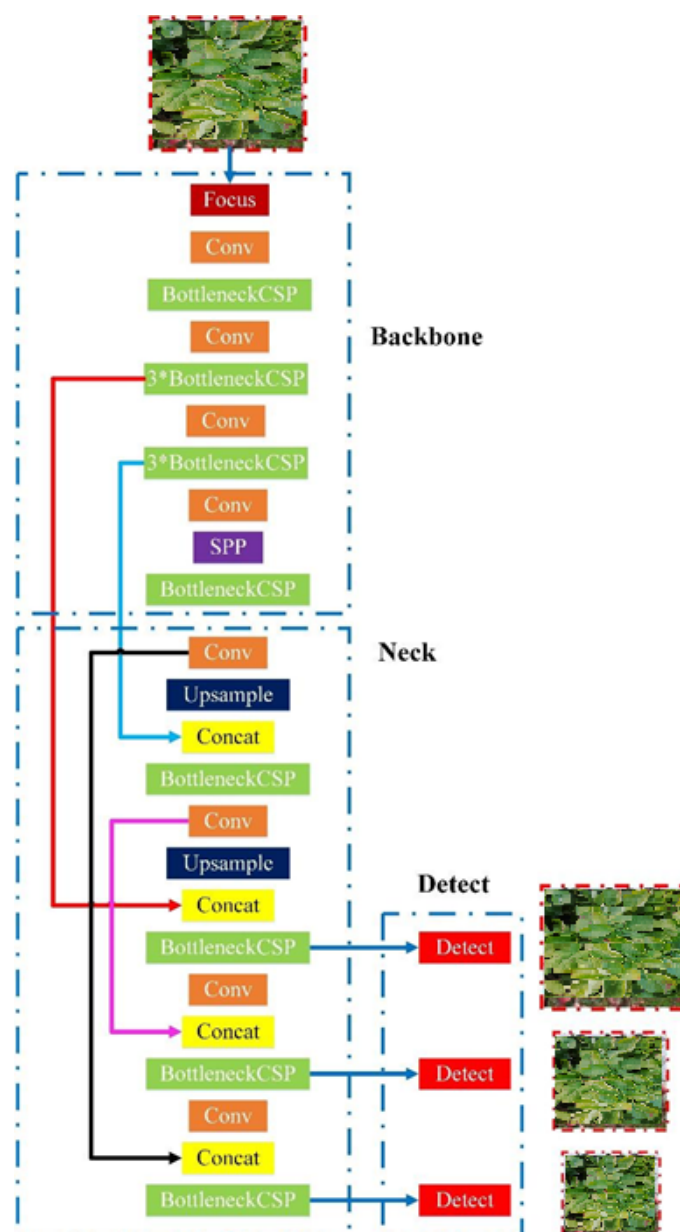 Focus
Conv
BottleneckCSP
Conv
Backbone
3*BottleneckCSP
Conv
3*BottleneckCSP
Conv
SPP
BottleneckCSP
Conv
Neck
Upsample
Concat
BottleneckCSP
Conv
Upsample
Detect
Concat
BottleneckCSP
Detect
Conv
Concat
BottleneckCSP
Detect
Conv
Concat
BottleneckCSP
Detect